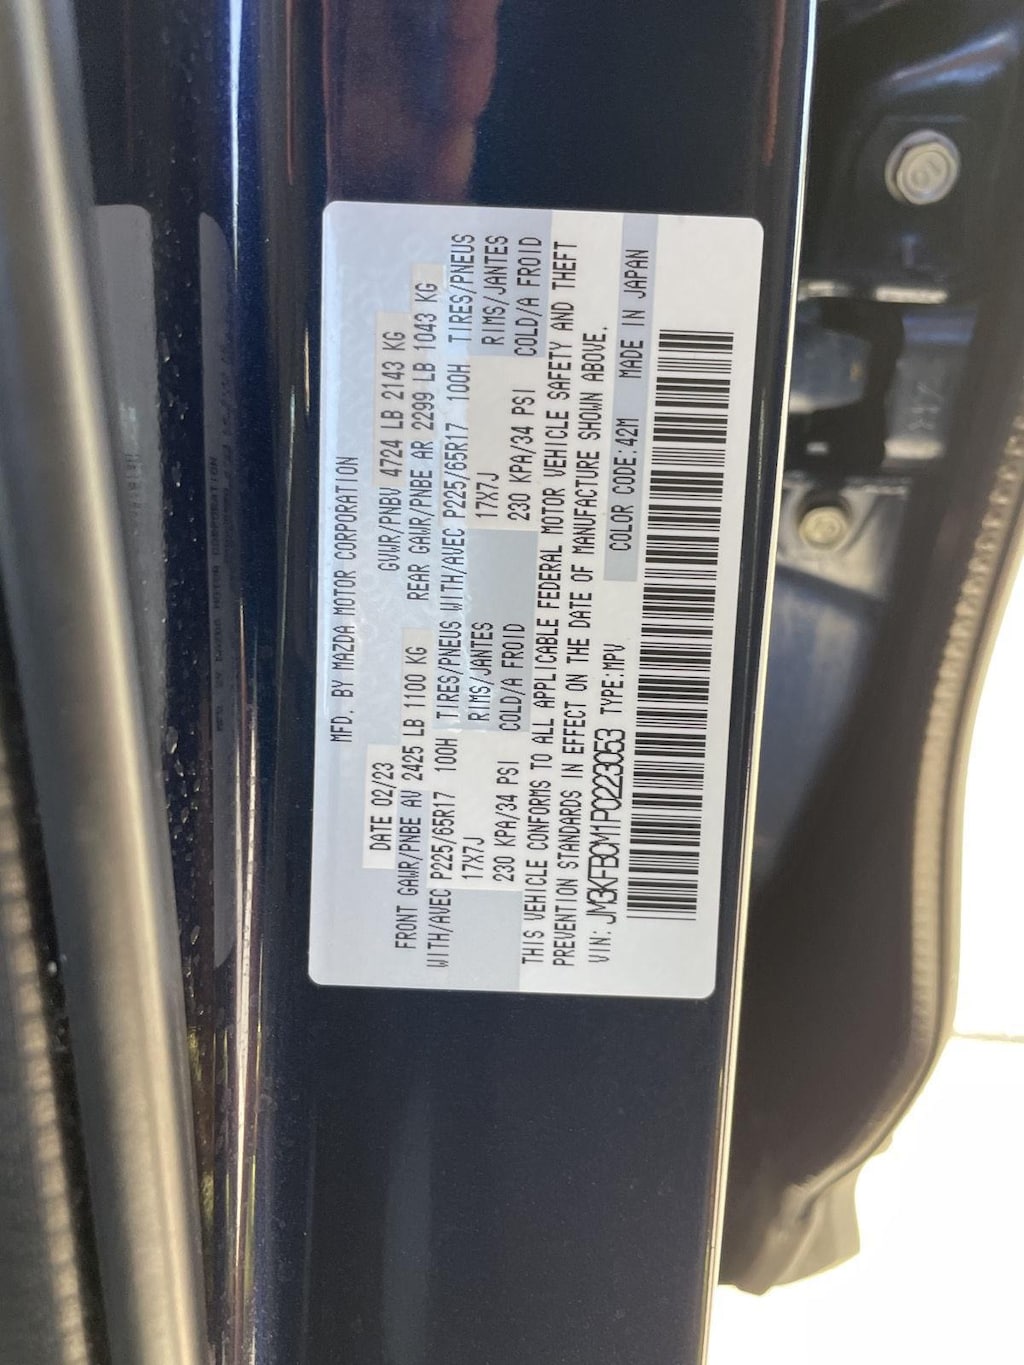 MFD. BY MAZDA MOTOR CORPORATION
DATE 02/23 GVWR/PNBV 4724 LB 2143 KG
FRONT GAWR/PNBE AV 2425 LB 1100 KG REAR GAWR/PNBE AR 2299 LB 1043 KG
WITH/AVEC P225/65R17 100H TIRES/PNEUS WITH/AVEC P225/65R17 100H TIRES/PNEUS
17X7J RIMS/JANTES 17X7J RIMS/JANTES
230 KPA/34 PSI COLD/A FROID 230 KPA/34 PSI COLD/A FROID
THIS VEHICLE CONFORMS TO ALL APPLICABLE FEDERAL MOTOR VEHICLE SAFETY AND THEFT
PREVENTION STANDARDS IN EFFECT ON THE DATE OF MANUFACTURE SHOWN ABOVE.
VIN: JM3KFBCM1P0223053 TYPE:MPV COLOR CODE:42M MADE IN JAPAN